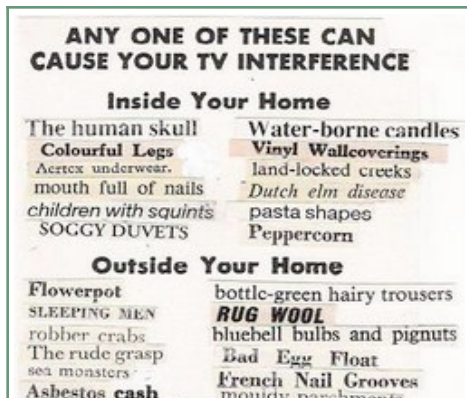 ANY ONE OF THESE CAN
CAUSE YOUR TV INTERFERENCE
Inside Your Home
The human skull
Colourful Legs
Aertex underwear.
mouth full of nails
children with squints
SOGGY DUVETS
Water-borne candles
Vinyl Wallcoverings
land-locked creeks
Dutch elm disease
pasta shapes
Peppercorn
Outside Your Home
Flowerpot
SLEEPING MEN
robber crabs
The rude grasp
sea monsters
Asbestos cash
bottle-green hairy trousers
RUG WOOL
bluebell bulbs and pignuts
Bad Egg Float
French Nail Grooves
mouldy parchments